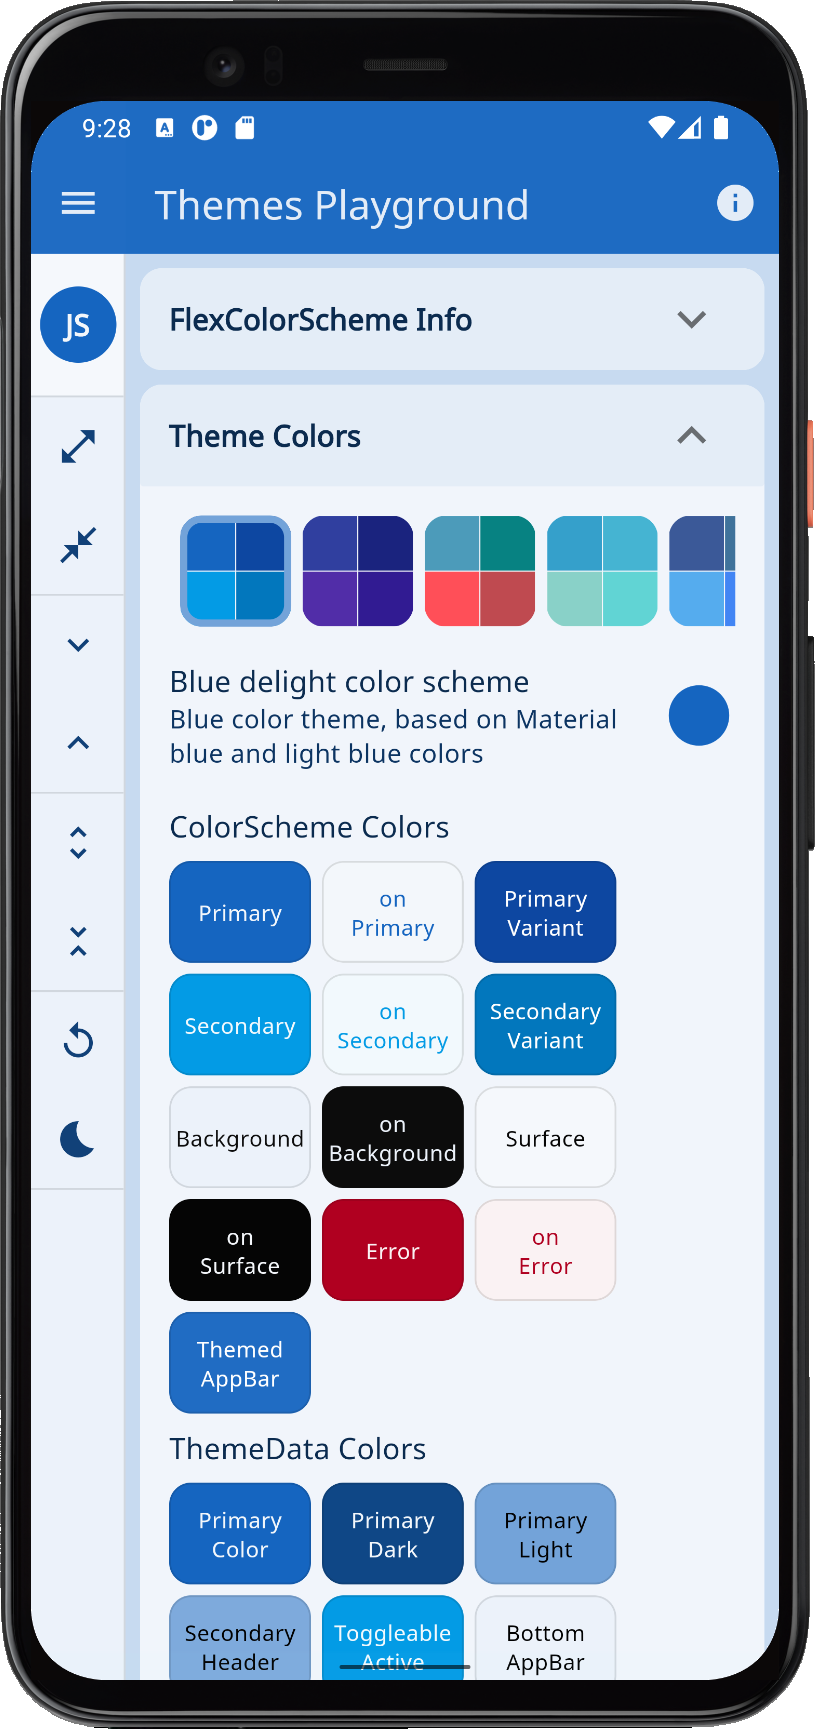 9:28
Themes Playground
JS
FlexColorScheme Info
Theme Colors
Blue delight color scheme
Blue color theme, based on Material
blue and light blue colors
ColorScheme Colors
Primary
on
Primary
Primary
Variant
Secondary
on
Secondary
Secondary
Variant
Background
on
Background
Surface
on
Surface
Error
on
Error
Themed
AppBar
ThemeData Colors
Primary
Color
Primary
Dark
Primary
Light
Secondary
Header
Toggleable
Active
Bottom
AppBar